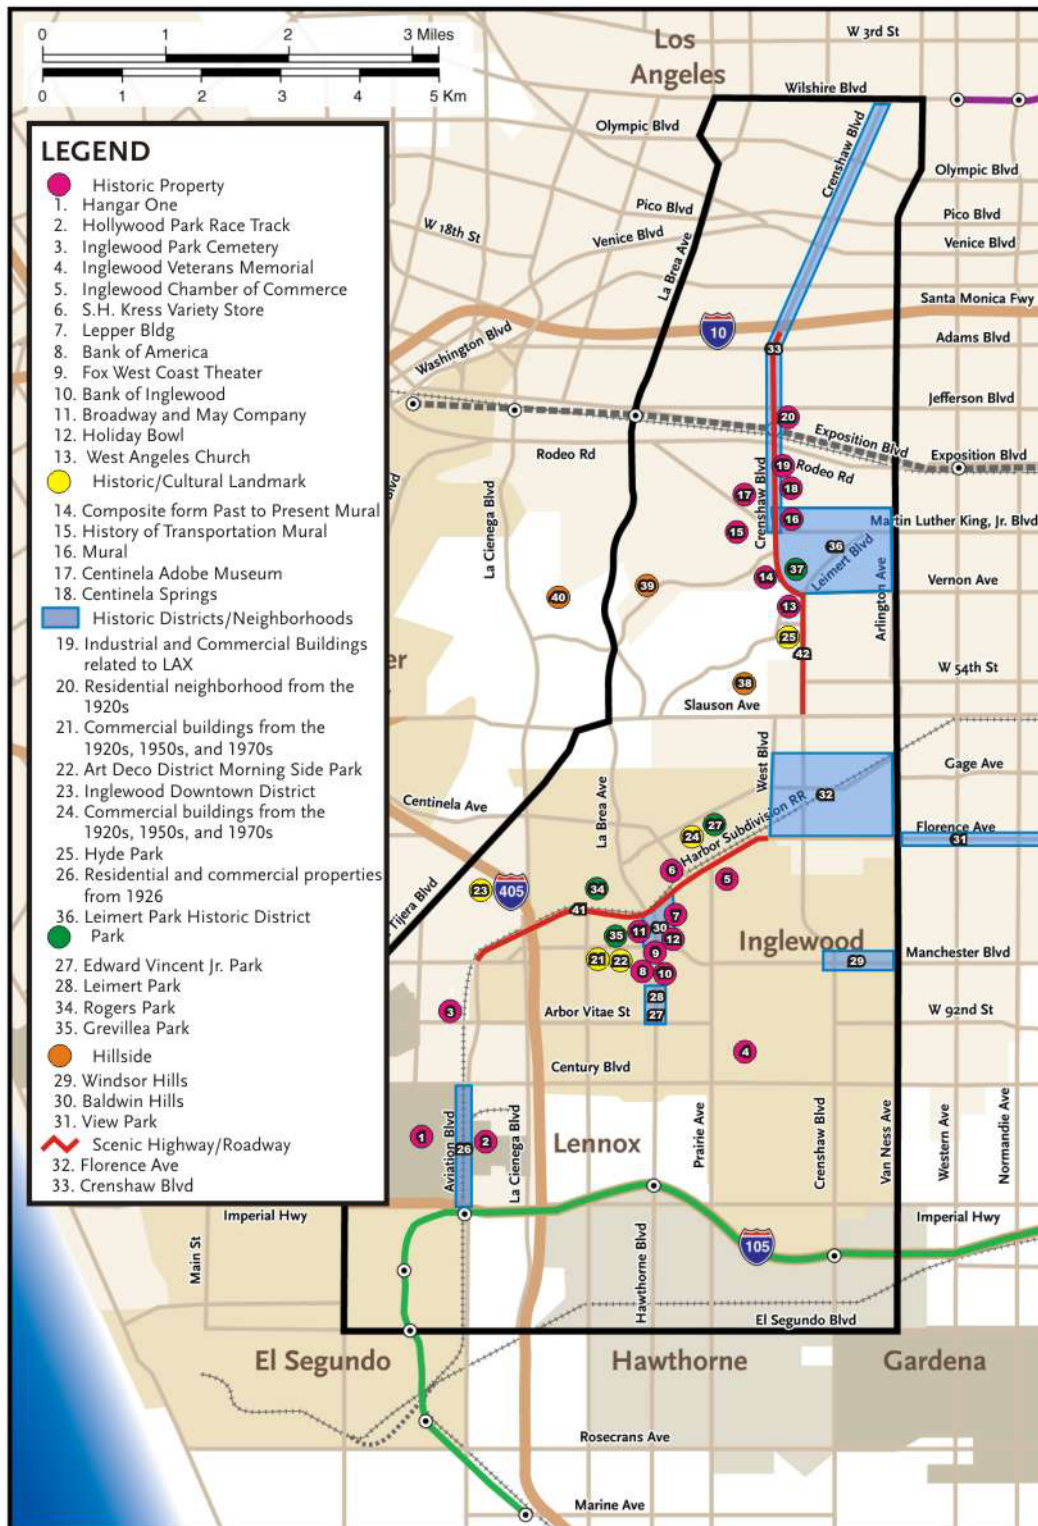 0 1 2 3 Miles
0 1 2 3 4 5 Km
LEGEND
Historic Property
1. Hangar One
2. Hollywood Park Race Track
3. Inglewood Park Cemetery
4. Inglewood Veterans Memorial
5. Inglewood Chamber of Commerce
6. S.H. Kress Variety Store
7. Lepper Bldg
8. Bank of America
9. Fox West Coast Theater
10. Bank of Inglewood
11. Broadway and May Company
12. Holiday Bowl
13. West Angeles Church
Historic/Cultural Landmark
14. Composite form Past to Present Mural
15. History of Transportation Mural
16. Mural
17. Centinela Adobe Museum
18. Centinela Springs
Historic Districts/Neighborhoods
19. Industrial and Commercial Buildings
related to LAX
20. Residential neighborhood from the
1920s
21. Commercial buildings from the
1920s, 1950s, and 1970s
22. Art Deco District Morning Side Park
23. Inglewood Downtown District
24. Commercial buildings from the
1920s, 1950s, and 1970s
25. Hyde Park
26. Residential and commercial properties
from 1926
36. Leimert Park Historic District
Park
27. Edward Vincent Jr. Park
28. Leimert Park
34. Rogers Park
35. Grevillea Park
Hillside
29. Windsor Hills
30. Baldwin Hills
31. View Park
Scenic Highway/Roadway
32. Florence Ave
33. Crenshaw Blvd
Los
Angeles
W 3rd St
Wilshire Blvd
Olympic Blvd
Crenshaw Blvd
Olympic Blvd
Pico Blvd
Pico Blvd
W 18th St
Venice Blvd
Venice Blvd
La Brea Ave
Santa Monica Fwy
10
Washington Blvd
Adams Blvd
33
Jefferson Blvd
20
Exposition Blvd
Exposition Blvd
Rodeo Rd
19
Rodeo Rd
Blvd
La Cienega Blvd
Crenshaw Blvd
17
18
16
Martin Luther King, Jr. Blvd
15
36
Leimert Blvd
37
14
Arlington Ave
Vernon Ave
40
39
13
25
42
er
W 54th St
38
Slauson Ave
West Blvd
Gage Ave
32
Centinela Ave
La Brea Ave
Harbor Subdivision RR
27
24
Florence Ave
31
6
5
34
23
405
Tijera Blvd
41
7
30
11
12
35
Inglewood
9
Manchester Blvd
21
22
29
8
10
28
27
3
Arbor Vitae St
W 92nd St
4
Century Blvd
1
2
26
Aviation Blvd
La Cienega Blvd
Lennox
Prairie Ave
Crenshaw Blvd
Van Ness Ave
Western Ave
Normandie Ave
Imperial Hwy
Imperial Hwy
Main St
Hawthorne Blvd
105
El Segundo Blvd
El Segundo
Hawthorne
Gardena
Rosecrans Ave
Marine Ave